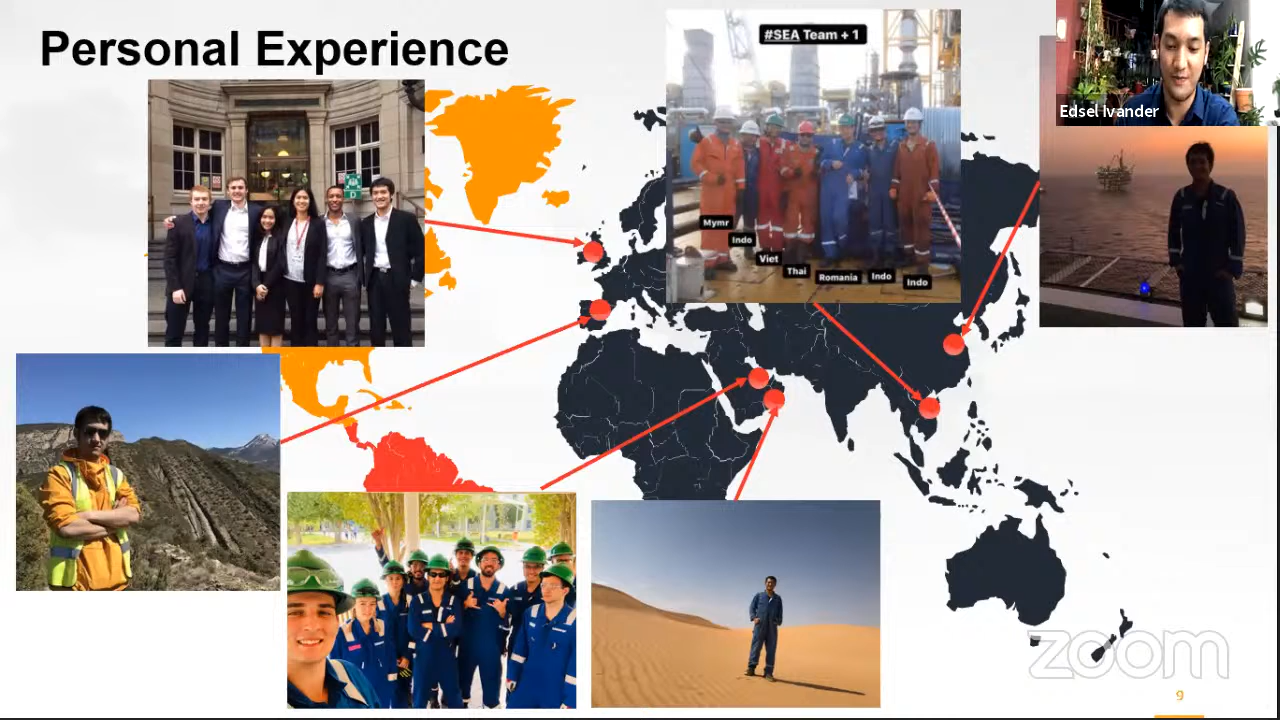 Personal Experience
#SEA Team + 1
Edsel Ivander
D
Mymr
Indo
Viet
Thai
Romania
Indo
Indo
zoom
9